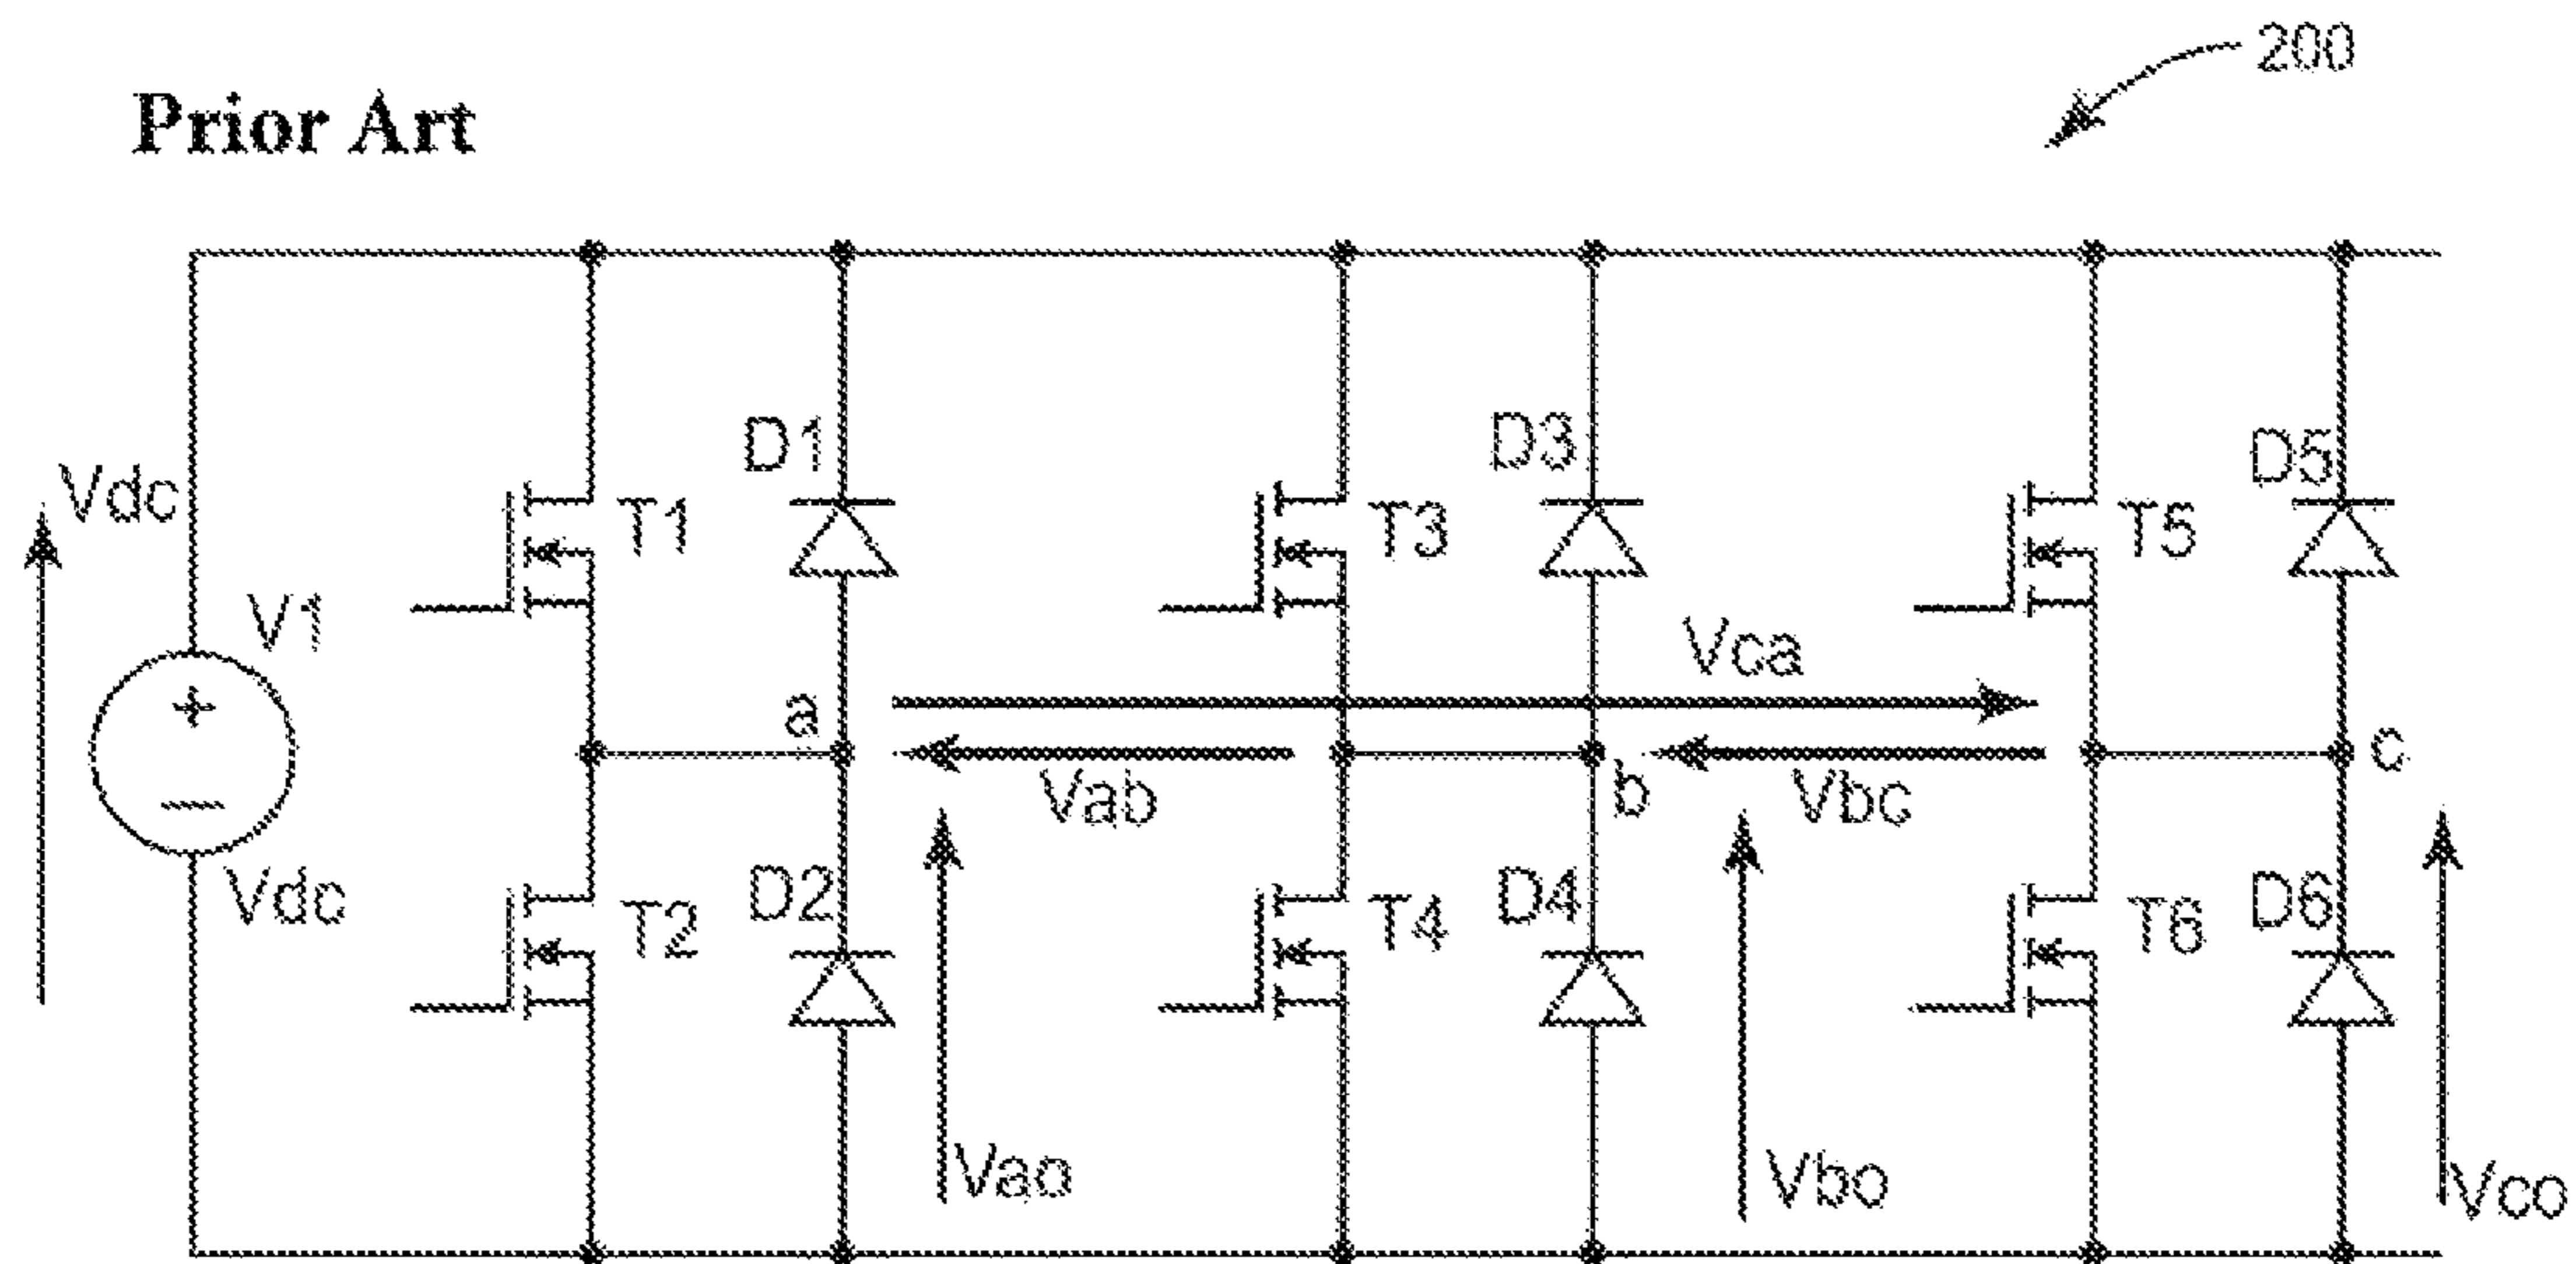 200
Prior Art
Vdc
V1
+
−
Vdc
D1
T1
D3
T3
D5
T5
Vca
a
Vab
b
Vbc
c
D2
T2
D4
T4
D6
T6
Vao
Vbo
Vco